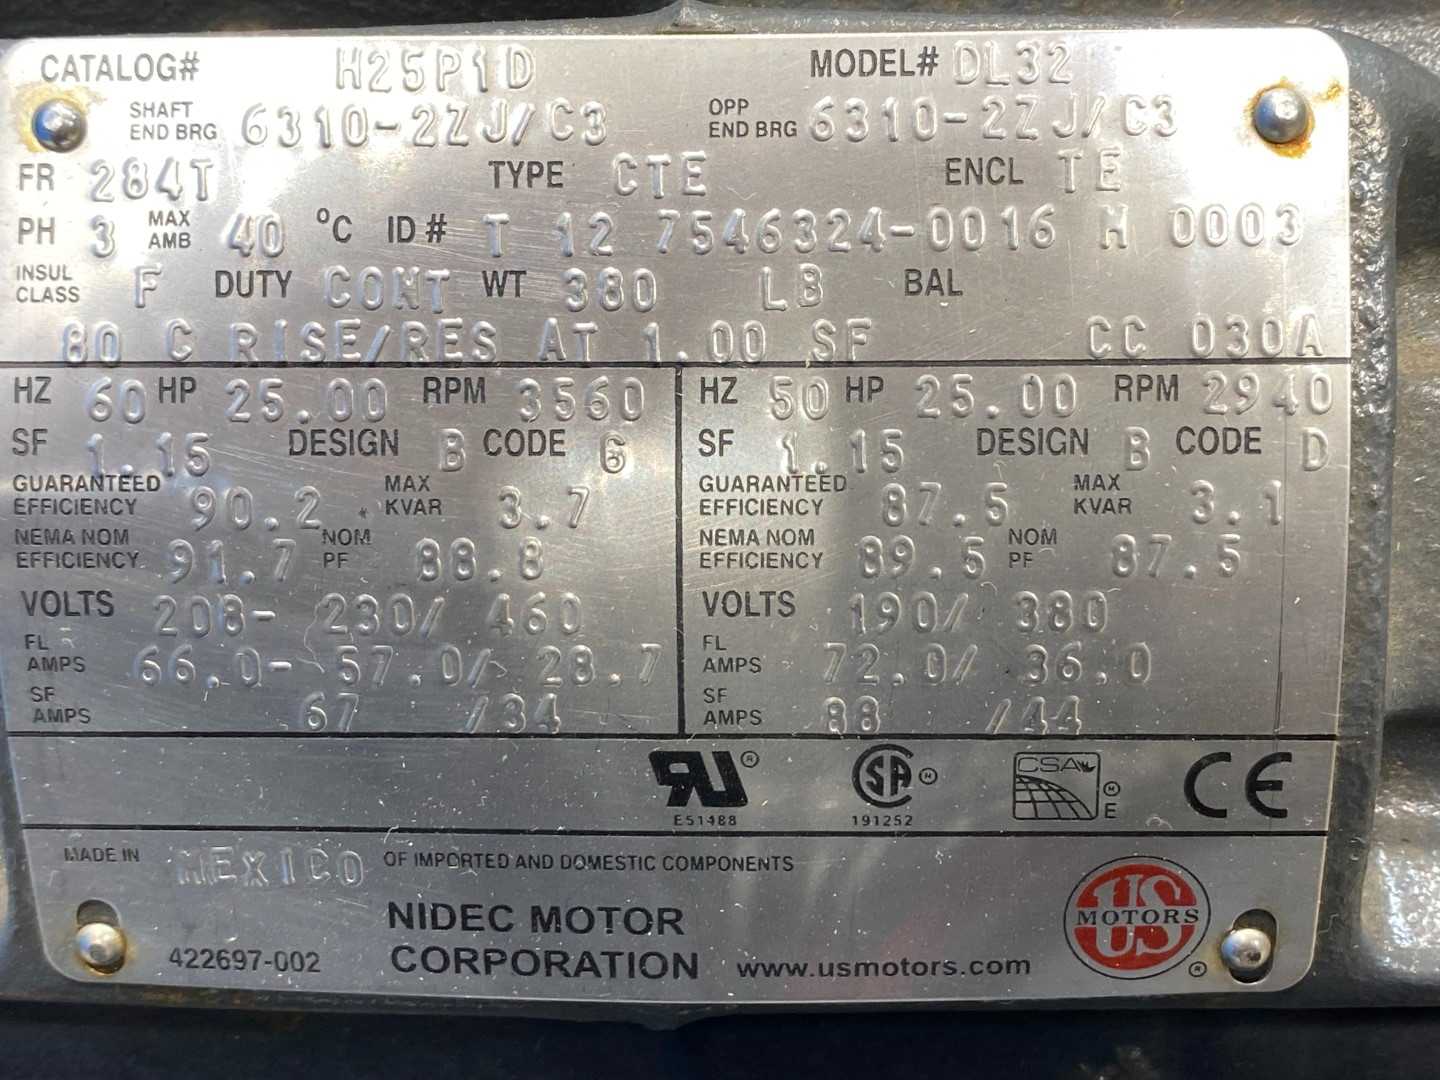 CATALOG# H25P1D MODEL# DL32
SHAFT END BRG 6310-2ZJ/C3 OPP END BRG 6310-2ZJ/C3
FR 284T TYPE CTE ENCL TE
PH 3 MAX AMB 40 °C ID# T 12 7546324-0016 M 0003
INSUL CLASS F DUTY CONT WT 380 LB BAL
80 C RISE/RES AT 1.00 SF CC 030A
HZ 60 HP 25.00 RPM 3560
SF 1.15 DESIGN B CODE G
GUARANTEED EFFICIENCY 90.2 MAX KVAR 3.7
NEMA NOM EFFICIENCY 91.7 NOM PF 88.8
VOLTS 208- 230/ 460
FL AMPS 66.0- 57.0/ 28.7
SF AMPS 67 /34
HZ 50 HP 25.00 RPM 2940
SF 1.15 DESIGN B CODE D
GUARANTEED EFFICIENCY 87.5 MAX KVAR 3.1
NEMA NOM EFFICIENCY 89.5 NOM PF 87.5
VOLTS 190/ 380
FL AMPS 72.0/ 36.0
SF AMPS 88 /44
RU ® SA CSA CE
E51488 191252 E
MADE IN MEXICO OF IMPORTED AND DOMESTIC COMPONENTS
NIDEC MOTOR
CORPORATION
422697-002 www.usmotors.com
US MOTORS ®